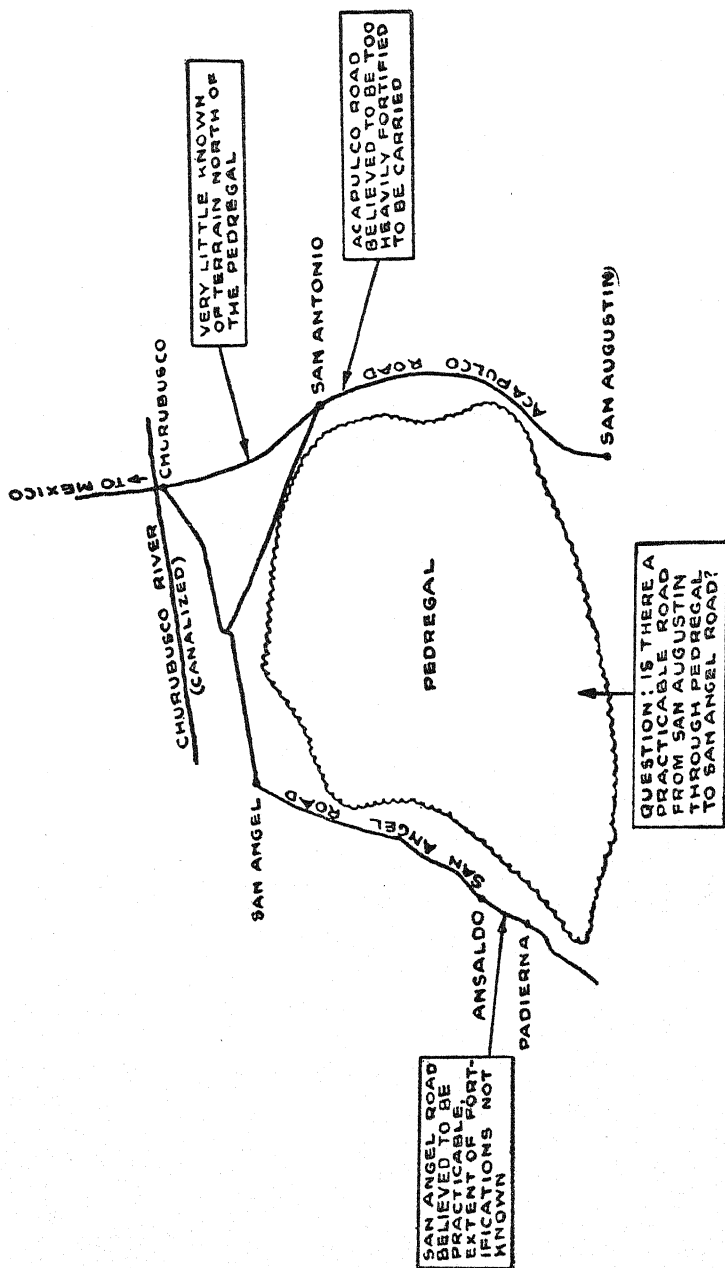 ↑TO MEXICO
CHURUBUSCO
CHURUBUSCO RIVER
(CANALIZED)
VERY LITTLE KNOWN
OF TERRAIN NORTH OF
THE PEDREGAL
SAN ANGEL
SAN ANTONIO
ACAPULCO ROAD
BELIEVED TO BE TOO
HEAVILY FORTIFIED
TO BE CARRIED
SAN ANGEL ROAD
ACAPULCO ROAD
PEDREGAL
ANSALDO
PADIERNA
SAN AUGUSTIN
SAN ANGEL ROAD
BELIEVED TO BE
PRACTICABLE,
EXTENT OF FORT-
IFICATIONS NOT
KNOWN
QUESTION: IS THERE A
PRACTICABLE ROAD
FROM SAN AUGUSTIN
THROUGH PEDREGAL
TO SAN ANGEL ROAD?